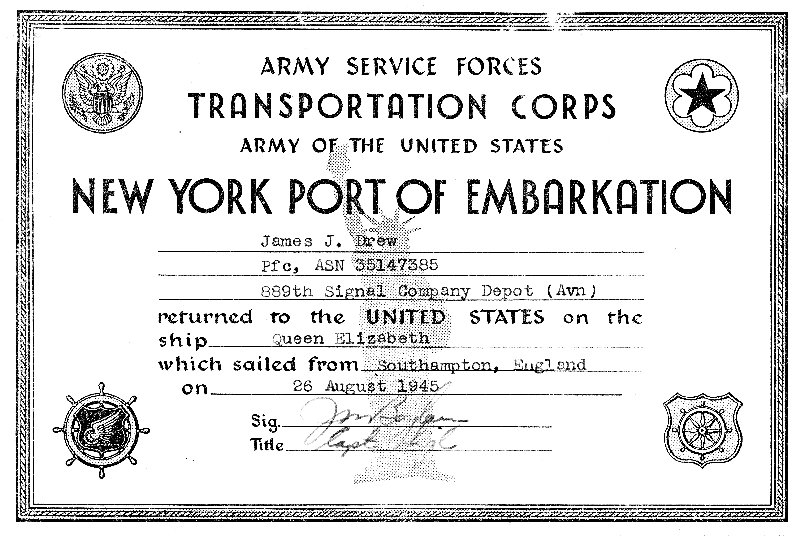 ARMY SERVICE FORCES
TRANSPORTATION CORPS
ARMY OF THE UNITED STATES
NEW YORK PORT OF EMBARKATION
James J. Drew
Pfc, ASN 35147385
889th Signal Company Depot (Avn)
returned to the UNITED STATES on the
ship Queen Elizabeth
which sailed from Southampton, England
on 26 August 1945
Sig.
Title Capt